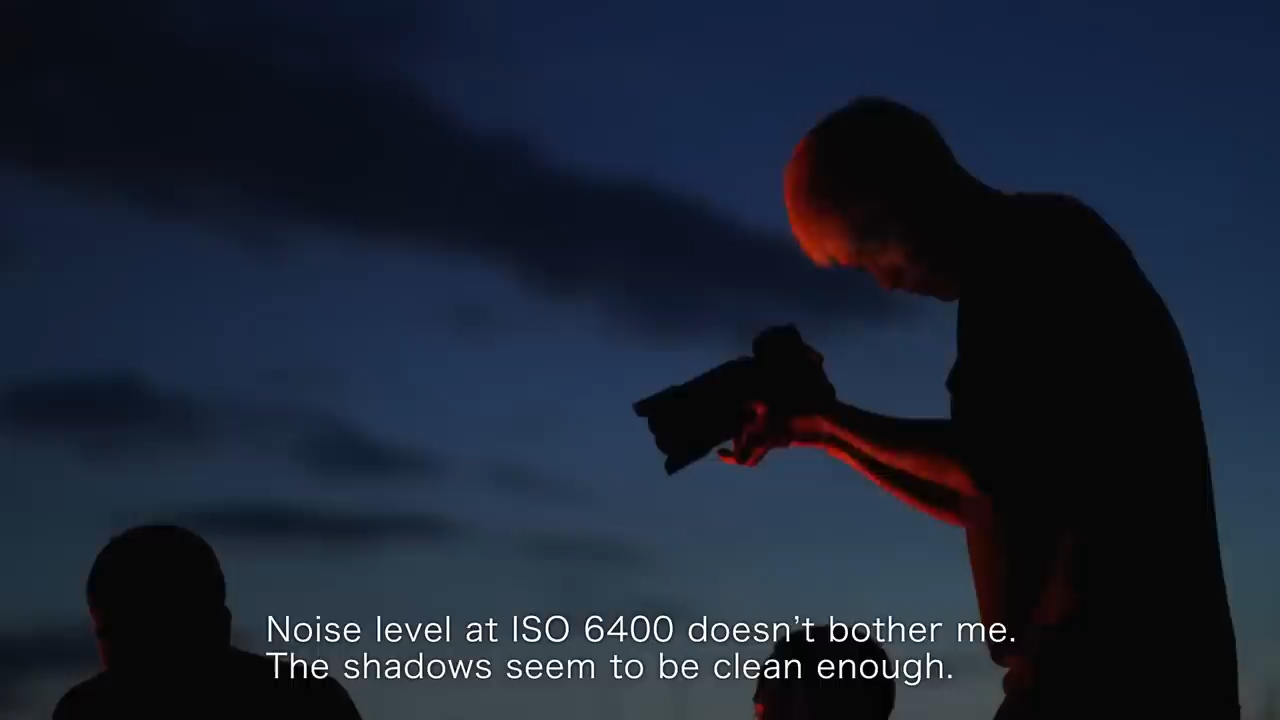 Noise level at ISO 6400 doesn’t bother me.
The shadows seem to be clean enough.